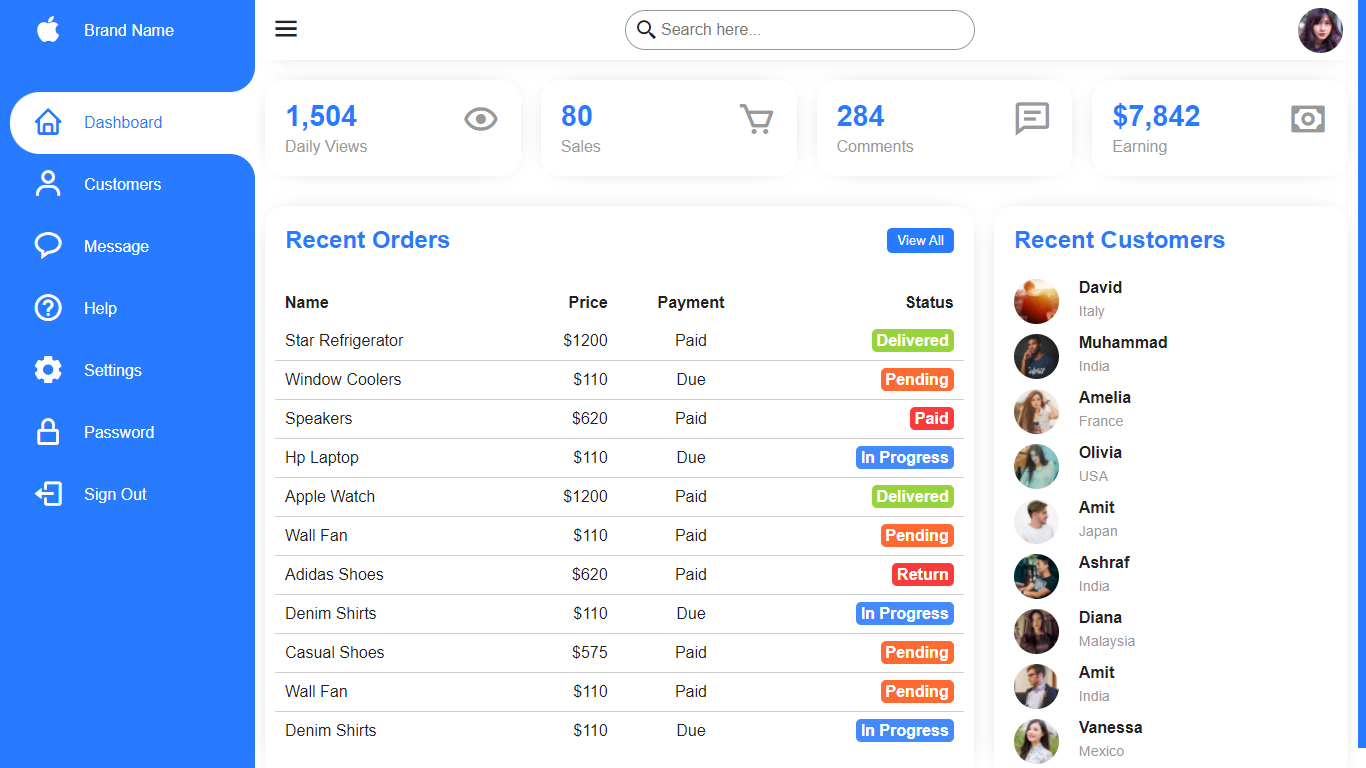 Brand Name
Search here...
Dashboard
Customers
Message
Help
Settings
Password
Sign Out
1,504
Daily Views
80
Sales
284
Comments
$7,842
Earning
Recent Orders
View All
Name Price Payment Status
Star Refrigerator $1200 Paid Delivered
Window Coolers $110 Due Pending
Speakers $620 Paid Paid
Hp Laptop $110 Due In Progress
Apple Watch $1200 Paid Delivered
Wall Fan $110 Paid Pending
Adidas Shoes $620 Paid Return
Denim Shirts $110 Due In Progress
Casual Shoes $575 Paid Pending
Wall Fan $110 Paid Pending
Denim Shirts $110 Due In Progress
Recent Customers
David
Italy
Muhammad
India
Amelia
France
Olivia
USA
Amit
Japan
Ashraf
India
Diana
Malaysia
Amit
India
Vanessa
Mexico